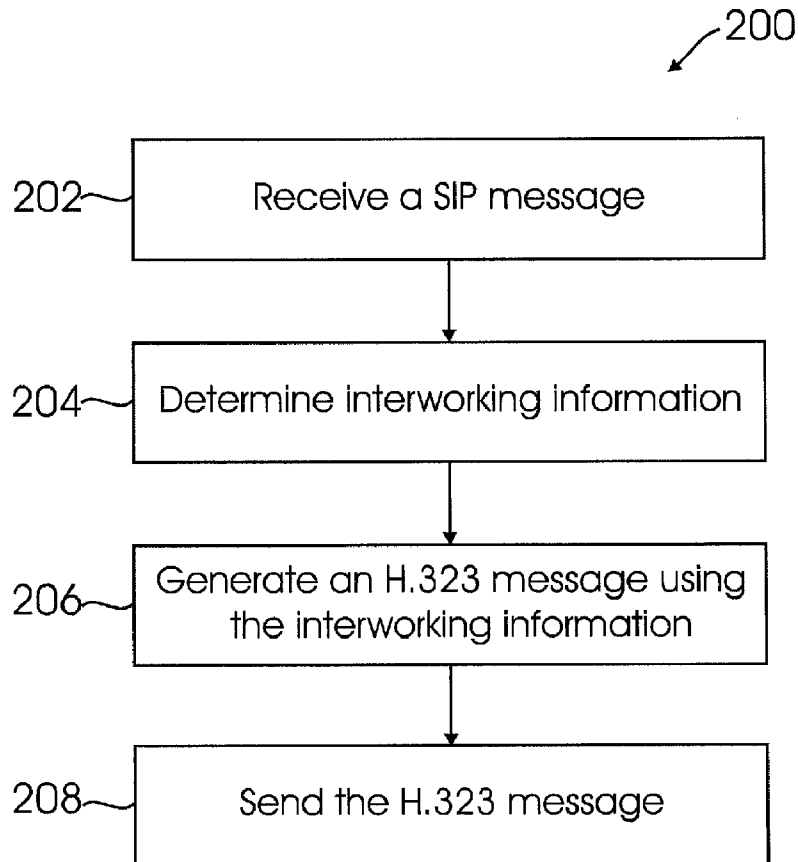 200
202
Receive a SIP message
204
Determine interworking information
206
Generate an H.323 message using
the interworking information
208
Send the H.323 message